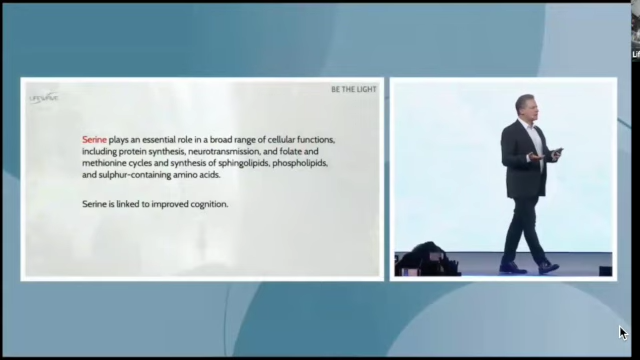 BE THE LIGHT
LIFEWAVE
Serine plays an essential role in a broad range of cellular functions,
including protein synthesis, neurotransmission, and folate and
methionine cycles and synthesis of sphingolipids, phospholipids,
and sulphur-containing amino acids.
Serine is linked to improved cognition.